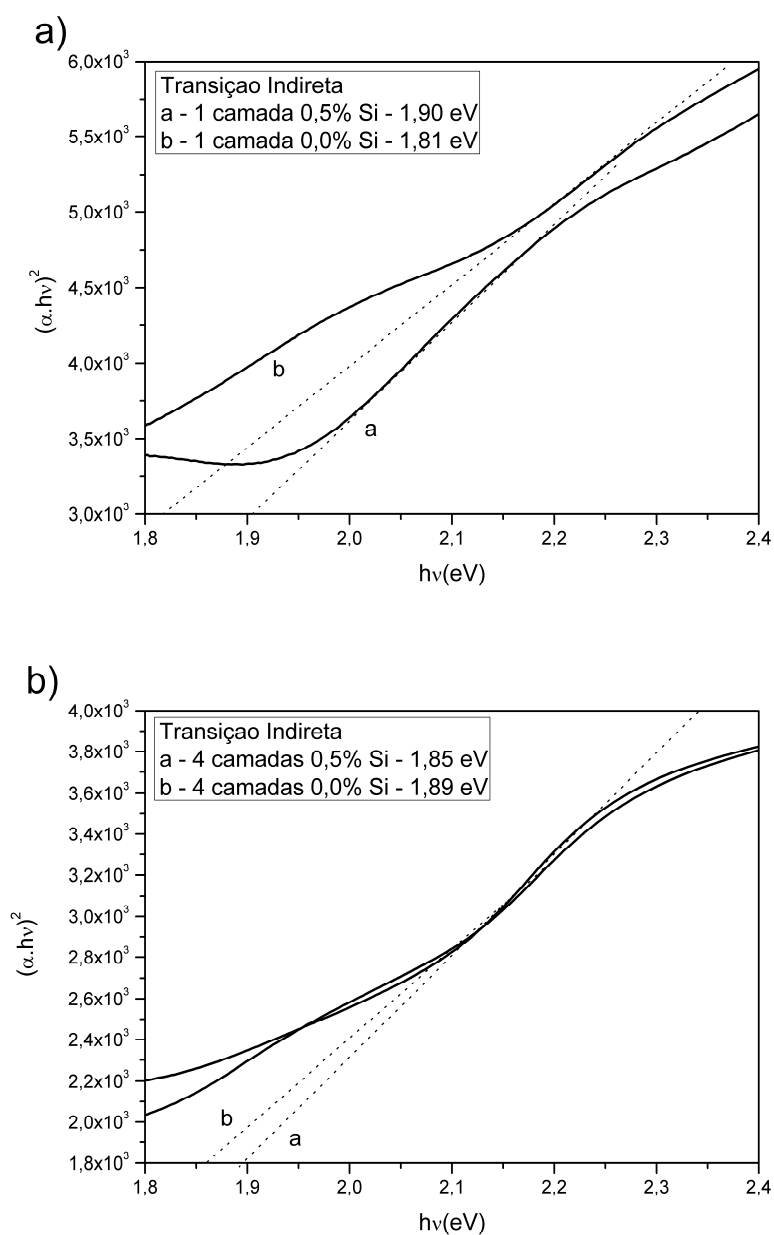 a)
6,0x10³
5,5x10³
5,0x10³
4,5x10³
4,0x10³
3,5x10³
3,0x10³
(α.hν)²
Transiçao Indireta
a - 1 camada 0,5% Si - 1,90 eV
b - 1 camada 0,0% Si - 1,81 eV
b
a
1,8 1,9 2,0 2,1 2,2 2,3 2,4
hν(eV)
b)
4,0x10³
3,8x10³
3,6x10³
3,4x10³
3,2x10³
3,0x10³
2,8x10³
2,6x10³
2,4x10³
2,2x10³
2,0x10³
1,8x10³
(α.hν)²
Transiçao Indireta
a - 4 camadas 0,5% Si - 1,85 eV
b - 4 camadas 0,0% Si - 1,89 eV
b
a
1,8 1,9 2,0 2,1 2,2 2,3 2,4
hν(eV)